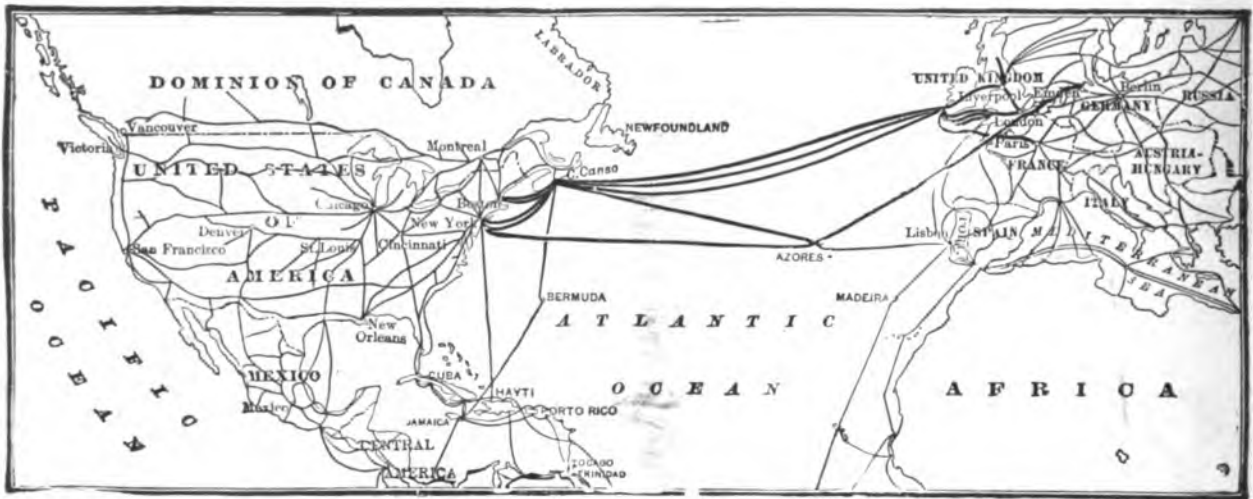 DOMINION OF CANADA
LABRADOR
NEWFOUNDLAND
Vancouver
Victoria
Montreal
UNITED STATES
OF
AMERICA
C. Canso
Chicago
Boston
New York
Denver
San Francisco
St. Louis
Cincinnati
New
Orleans
MEXICO
Mexico
CUBA
HAYTI
JAMAICA
PORTO RICO
CENTRAL
AMERICA
TOCAGO
TRINIDAD
BERMUDA
AZORES
MADEIRA
PACIFIC
OCEAN
ATLANTIC
OCEAN
UNITED KINGDOM
Liverpool
Emden
Berlin
GERMANY
RUSSIA
London
Paris
FRANCE
AUSTRIA-
HUNGARY
ITALY
Lisbon
PORT.
SPAIN
MEDITERRANEAN
SEA
AFRICA